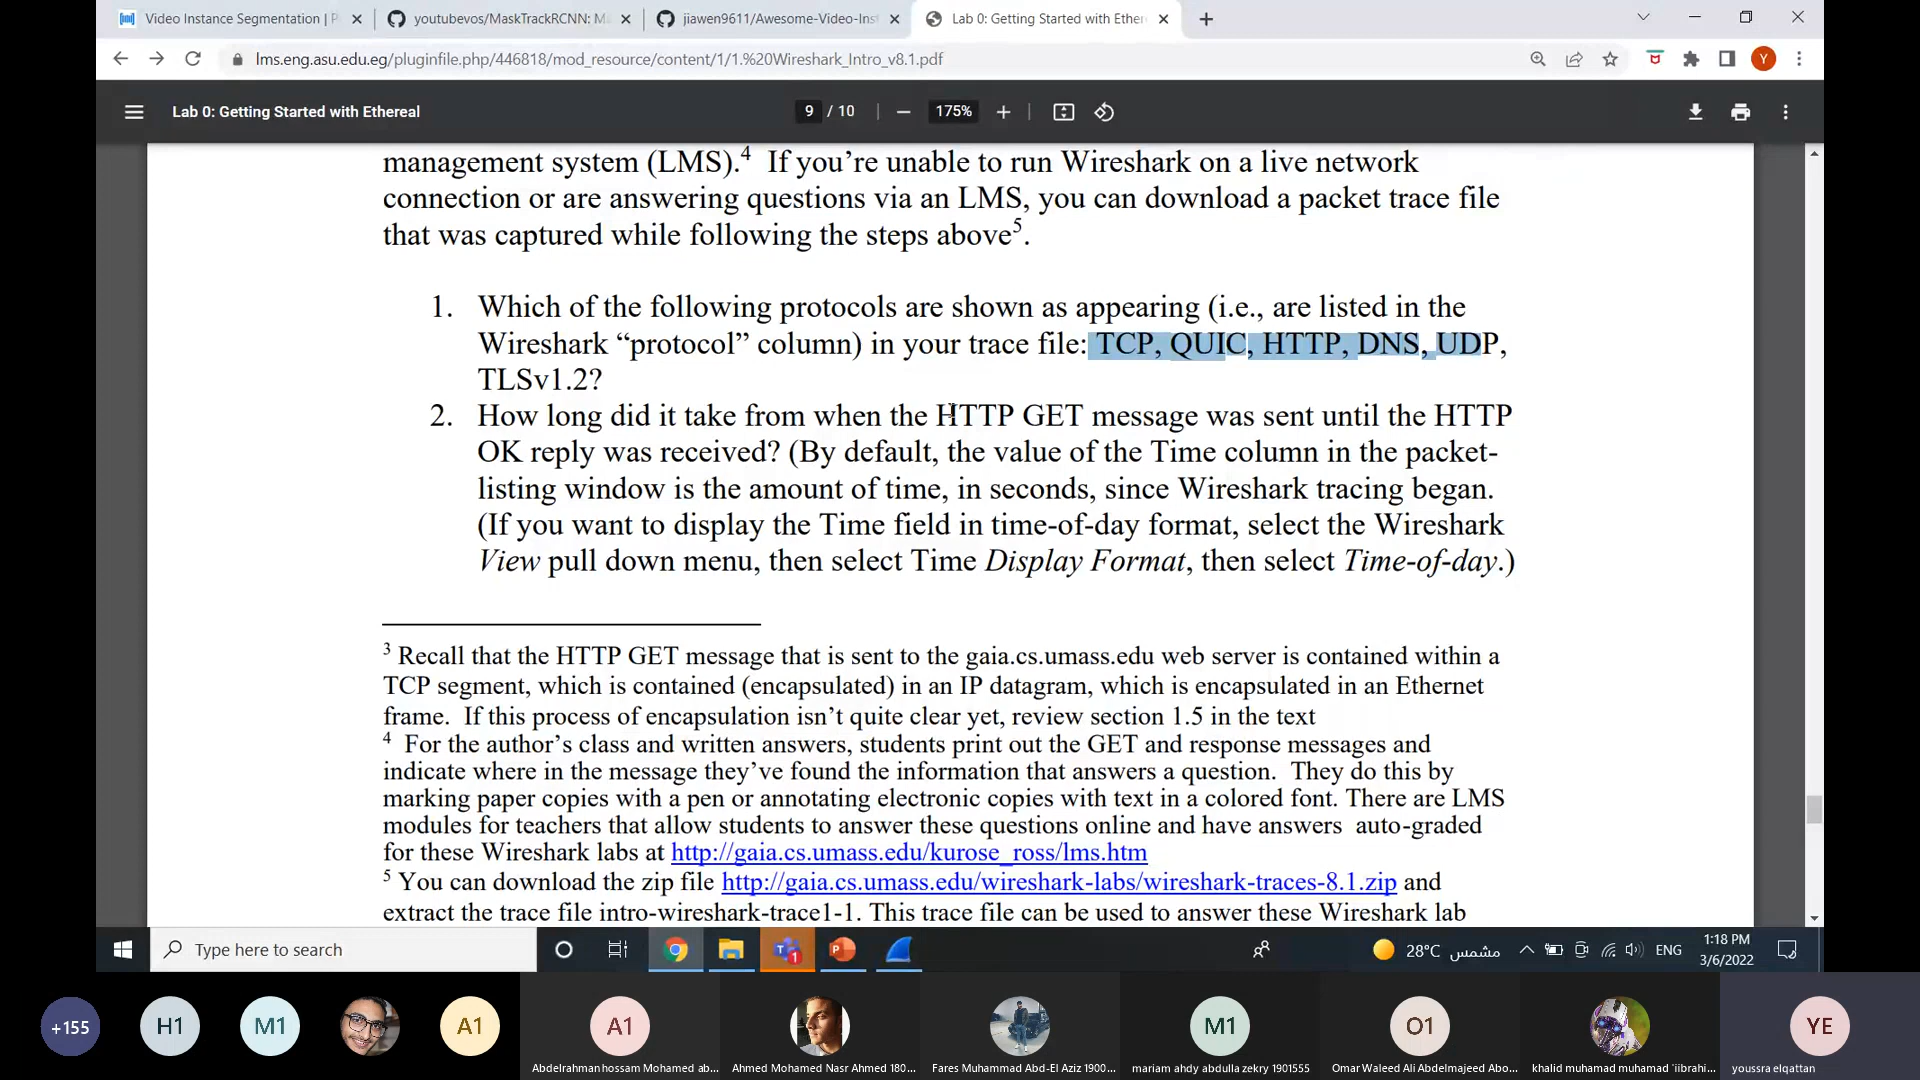 Video Instance Segmentation | P
youtubevos/MaskTrackRCNN: M
jiawen9611/Awesome-Video-Ins
Lab 0: Getting Started with Ether
lms.eng.asu.edu.eg/pluginfile.php/446818/mod_resource/content/1/1.%20Wireshark_Intro_v8.1.pdf
Y
Lab 0: Getting Started with Ethereal
9 / 10
175%
management system (LMS).4 If you’re unable to run Wireshark on a live network
connection or are answering questions via an LMS, you can download a packet trace file
that was captured while following the steps above5.
1. Which of the following protocols are shown as appearing (i.e., are listed in the
Wireshark “protocol” column) in your trace file: TCP, QUIC, HTTP, DNS, UDP,
TLSv1.2?
2. How long did it take from when the HTTP GET message was sent until the HTTP
OK reply was received? (By default, the value of the Time column in the packet-
listing window is the amount of time, in seconds, since Wireshark tracing began.
(If you want to display the Time field in time-of-day format, select the Wireshark
View pull down menu, then select Time Display Format, then select Time-of-day.)
3 Recall that the HTTP GET message that is sent to the gaia.cs.umass.edu web server is contained within a
TCP segment, which is contained (encapsulated) in an IP datagram, which is encapsulated in an Ethernet
frame. If this process of encapsulation isn’t quite clear yet, review section 1.5 in the text
4 For the author’s class and written answers, students print out the GET and response messages and
indicate where in the message they’ve found the information that answers a question. They do this by
marking paper copies with a pen or annotating electronic copies with text in a colored font. There are LMS
modules for teachers that allow students to answer these questions online and have answers auto-graded
for these Wireshark labs at http://gaia.cs.umass.edu/kurose_ross/lms.htm
5 You can download the zip file http://gaia.cs.umass.edu/wireshark-labs/wireshark-traces-8.1.zip and
extract the trace file intro-wireshark-trace1-1. This trace file can be used to answer these Wireshark lab
Type here to search
1
28°C مشمس
ENG
1:18 PM
3/6/2022
+155
H1
M1
A1
A1
M1
O1
YE
Abdelrahman hossam Mohamed ab...
Ahmed Mohamed Nasr Ahmed 180...
Fares Muhammad Abd-El Aziz 1900...
mariam ahdy abdulla zekry 1901555
Omar Waleed Ali Abdelmajeed Abo...
khalid muhamad muhamad 'iibrahi...
youssra elqattan